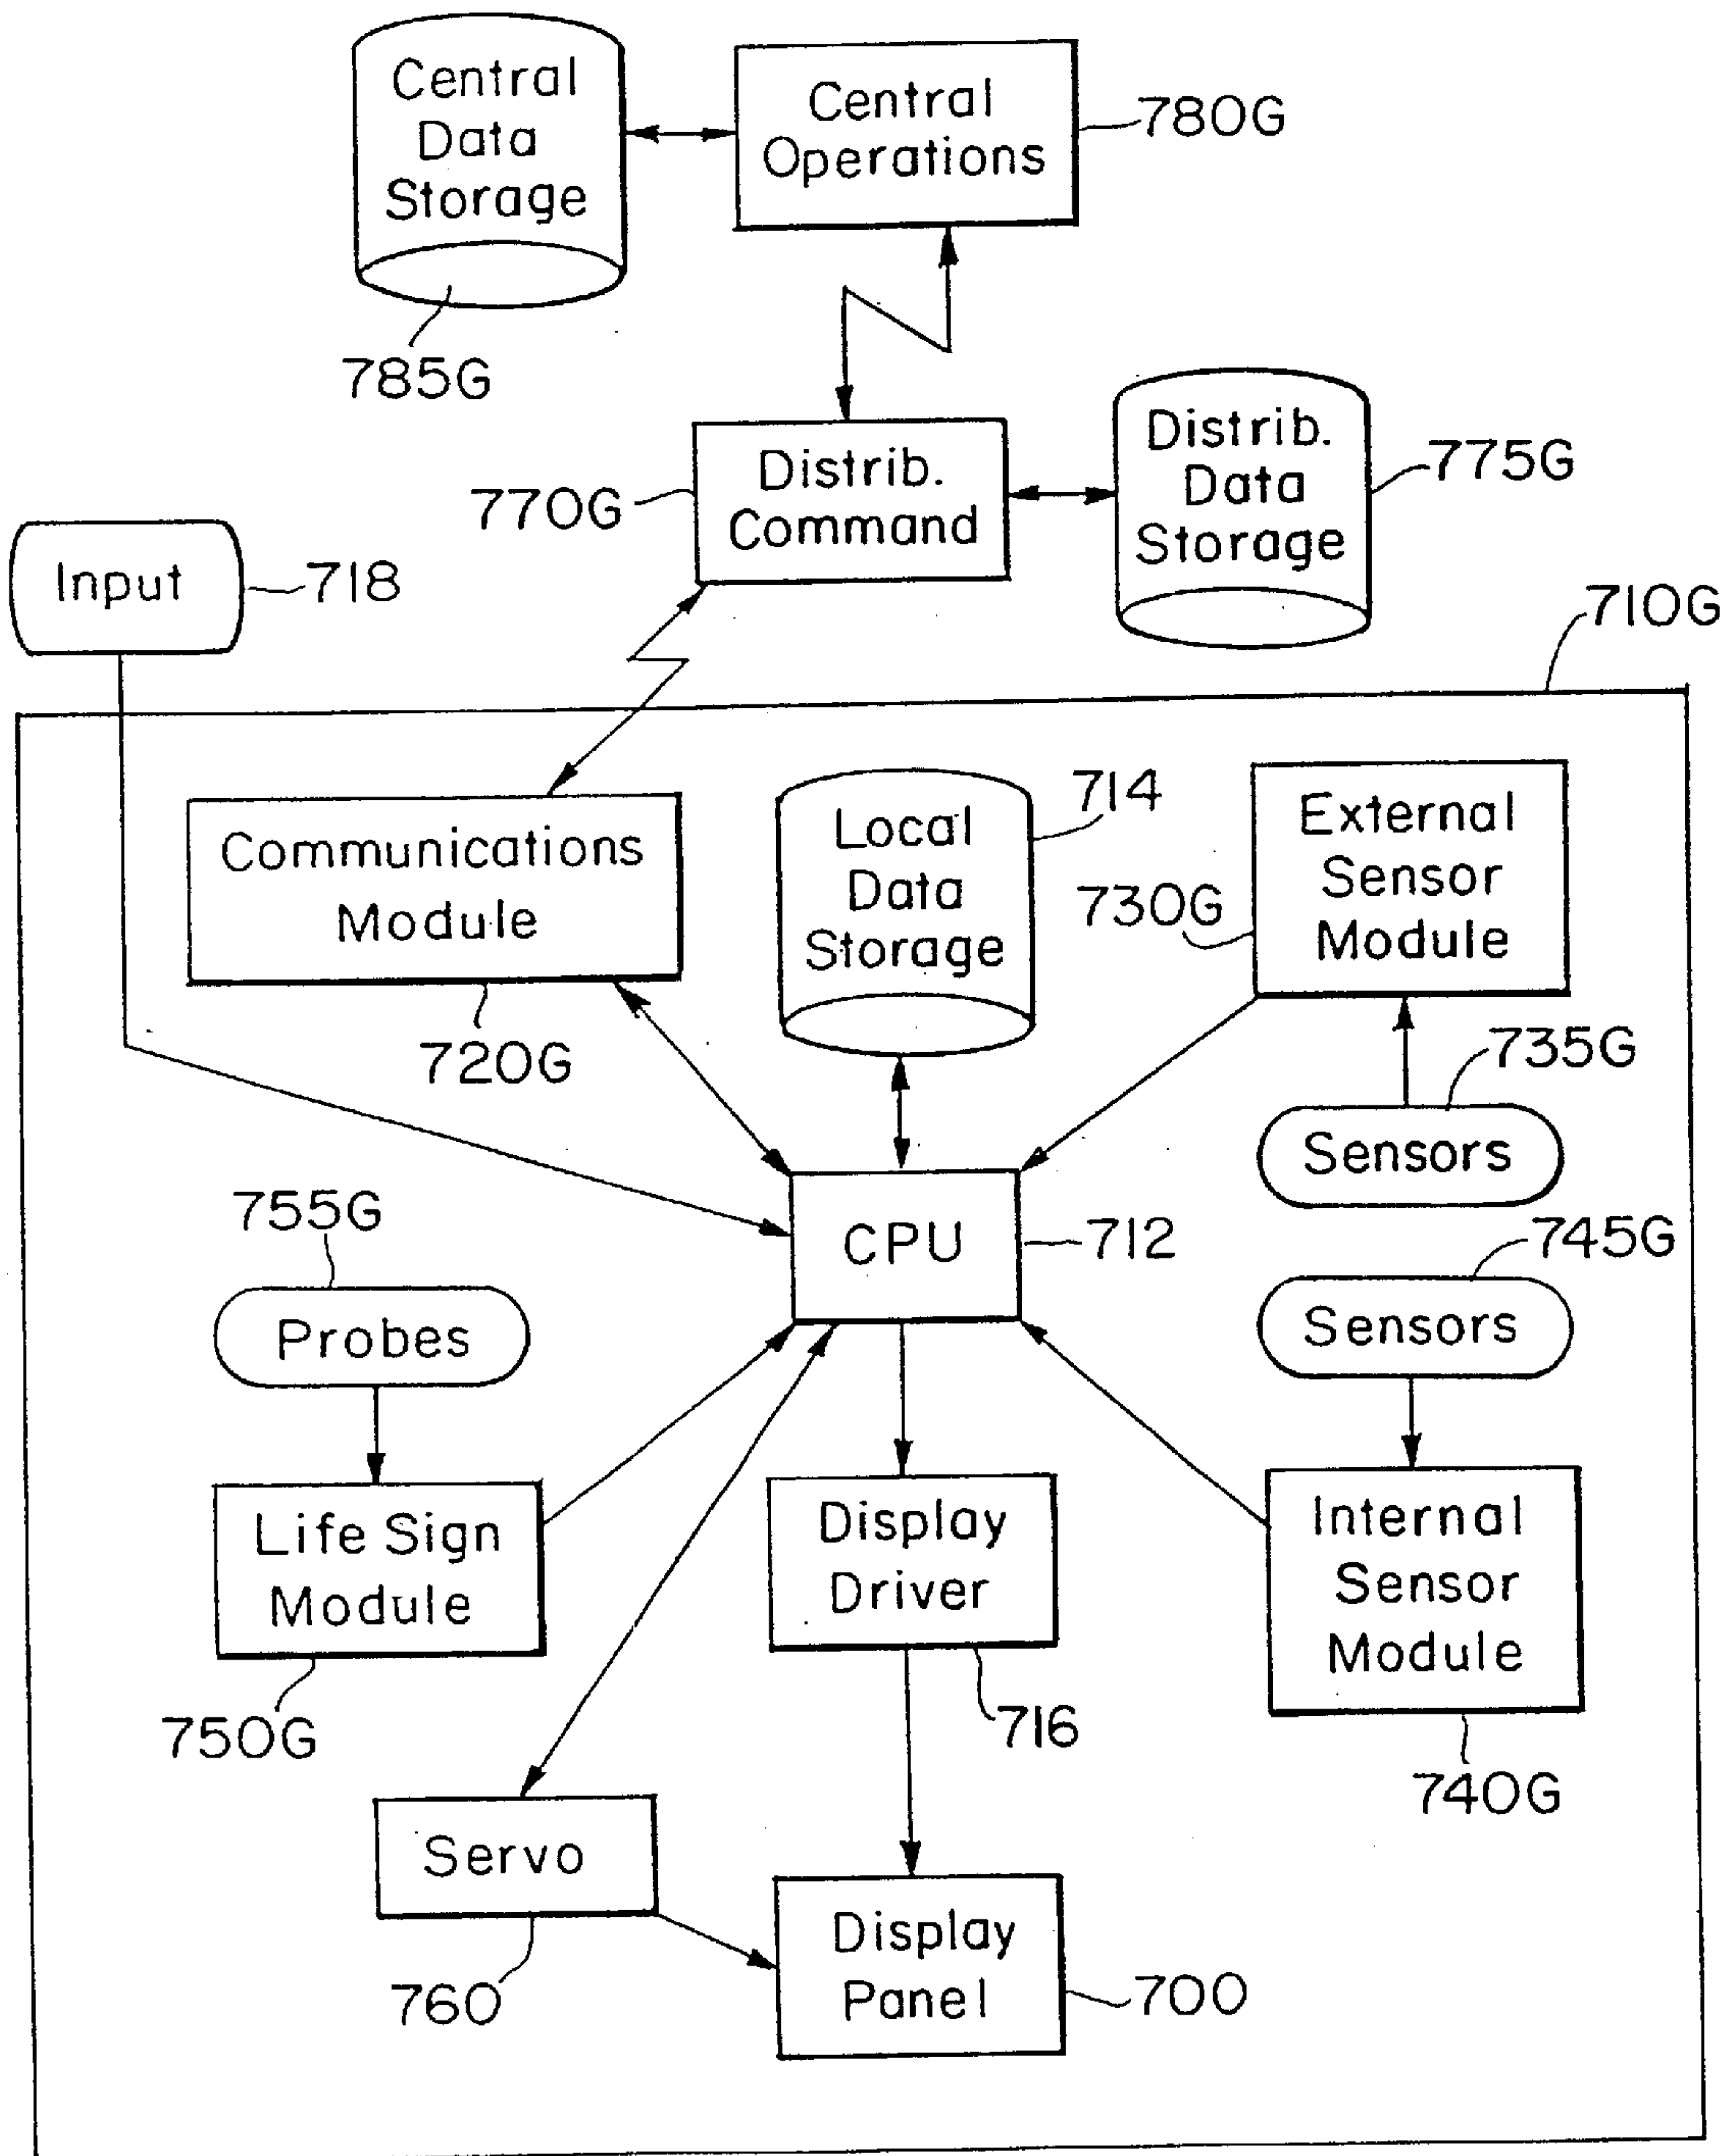 Central
Data
Storage
Central
Operations
780G
785G
Distrib.
Command
770G
Distrib.
Data
Storage
775G
Input
718
710G
Communications
Module
720G
Local
Data
Storage
714
External
Sensor
Module
730G
735G
Sensors
755G
Probes
CPU
712
745G
Sensors
Life Sign
Module
750G
Display
Driver
716
Internal
Sensor
Module
740G
Servo
760
Display
Panel
700